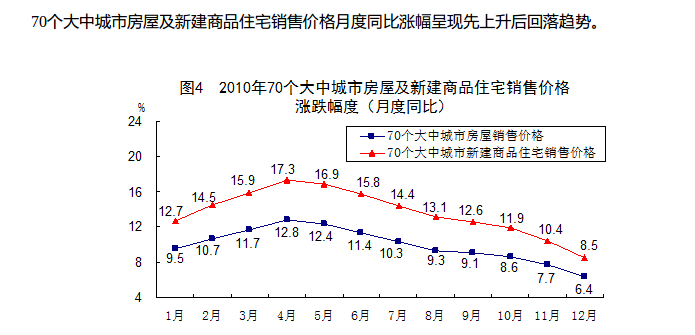 70个大中城市房屋及新建商品住宅销售价格月度同比涨幅呈现先上升后回落趋势。
图4 2010年70个大中城市房屋及新建商品住宅销售价格
涨跌幅度（月度同比）
%
24
20
16
12
8
4
70个大中城市房屋销售价格
70个大中城市新建商品住宅销售价格
12.7 14.5 15.9 17.3 16.9 15.8 14.4 13.1 12.6 11.9 10.4 8.5
9.5 10.7 11.7 12.8 12.4 11.4 10.3 9.3 9.1 8.6 7.7 6.4
1月 2月 3月 4月 5月 6月 7月 8月 9月 10月 11月 12月